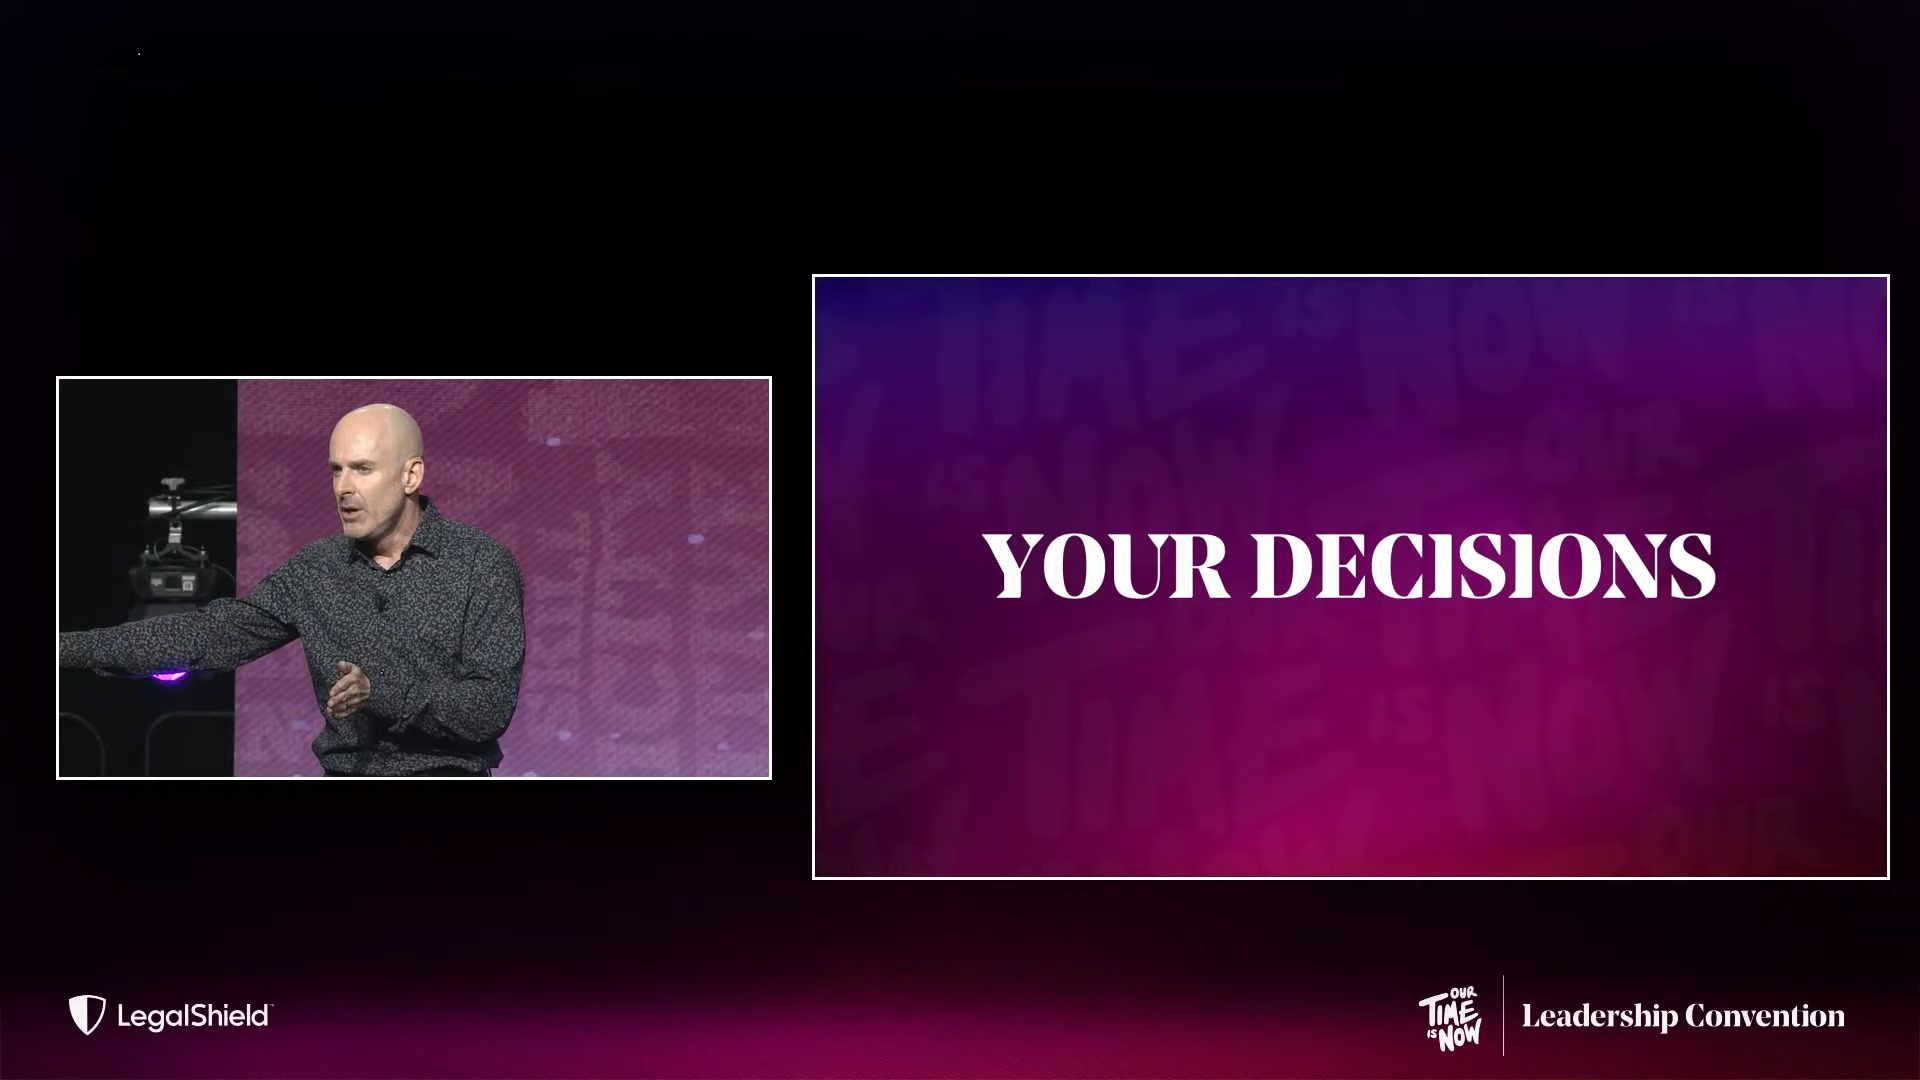 YOUR DECISIONS
LegalShield
OUR
TIME
IS
NOW
Leadership Convention